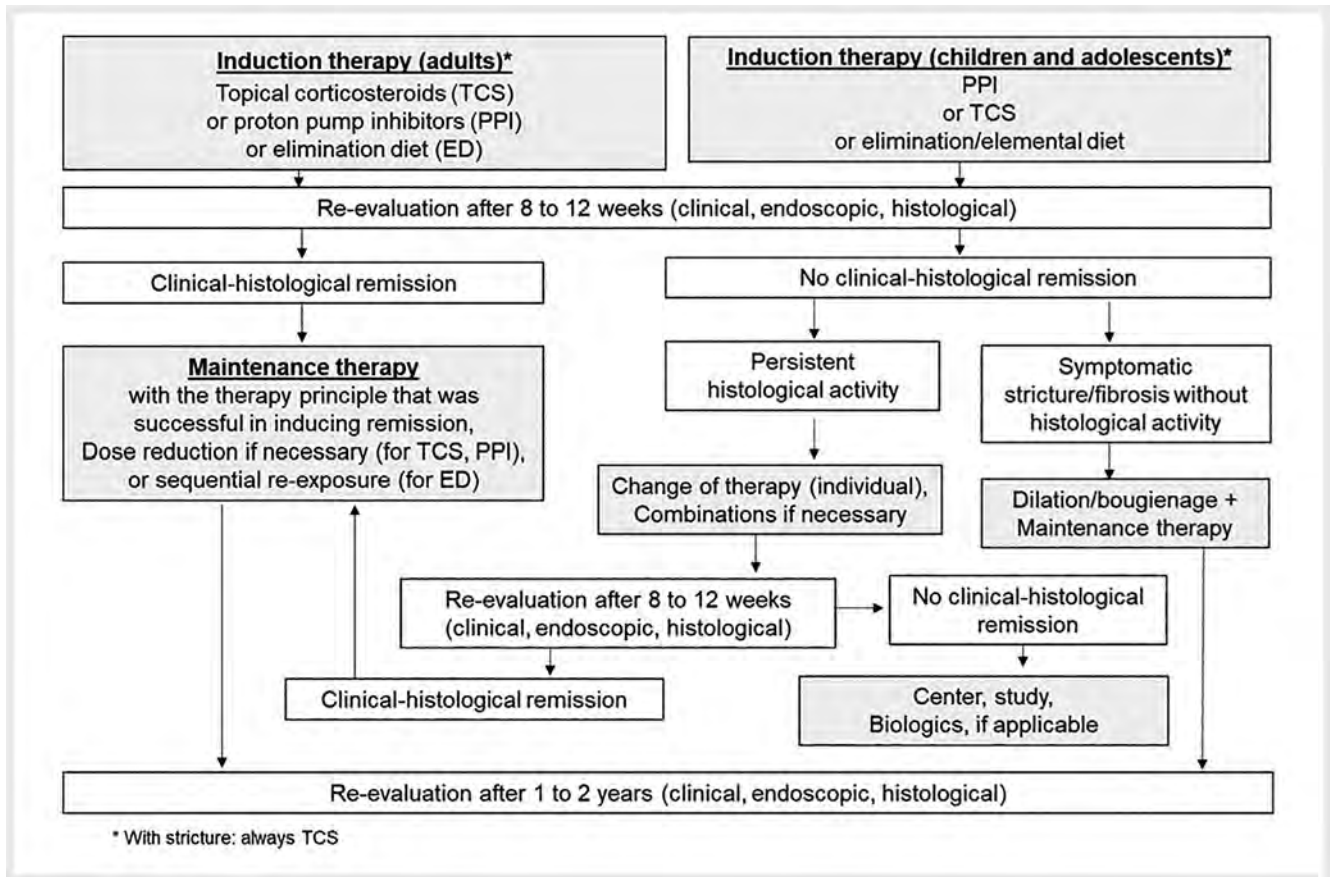 Induction therapy (adults)*
Topical corticosteroids (TCS)
or proton pump inhibitors (PPI)
or elimination diet (ED)
Induction therapy (children and adolescents)*
PPI
or TCS
or elimination/elemental diet
Re-evaluation after 8 to 12 weeks (clinical, endoscopic, histological)
Clinical-histological remission
No clinical-histological remission
Maintenance therapy
with the therapy principle that was
successful in inducing remission,
Dose reduction if necessary (for TCS, PPI),
or sequential re-exposure (for ED)
Persistent
histological activity
Symptomatic
stricture/fibrosis without
histological activity
Change of therapy (individual),
Combinations if necessary
Dilation/bougienage +
Maintenance therapy
Re-evaluation after 8 to 12 weeks
(clinical, endoscopic, histological)
No clinical-histological
remission
Clinical-histological remission
Center, study,
Biologics, if applicable
Re-evaluation after 1 to 2 years (clinical, endoscopic, histological)
* With stricture: always TCS